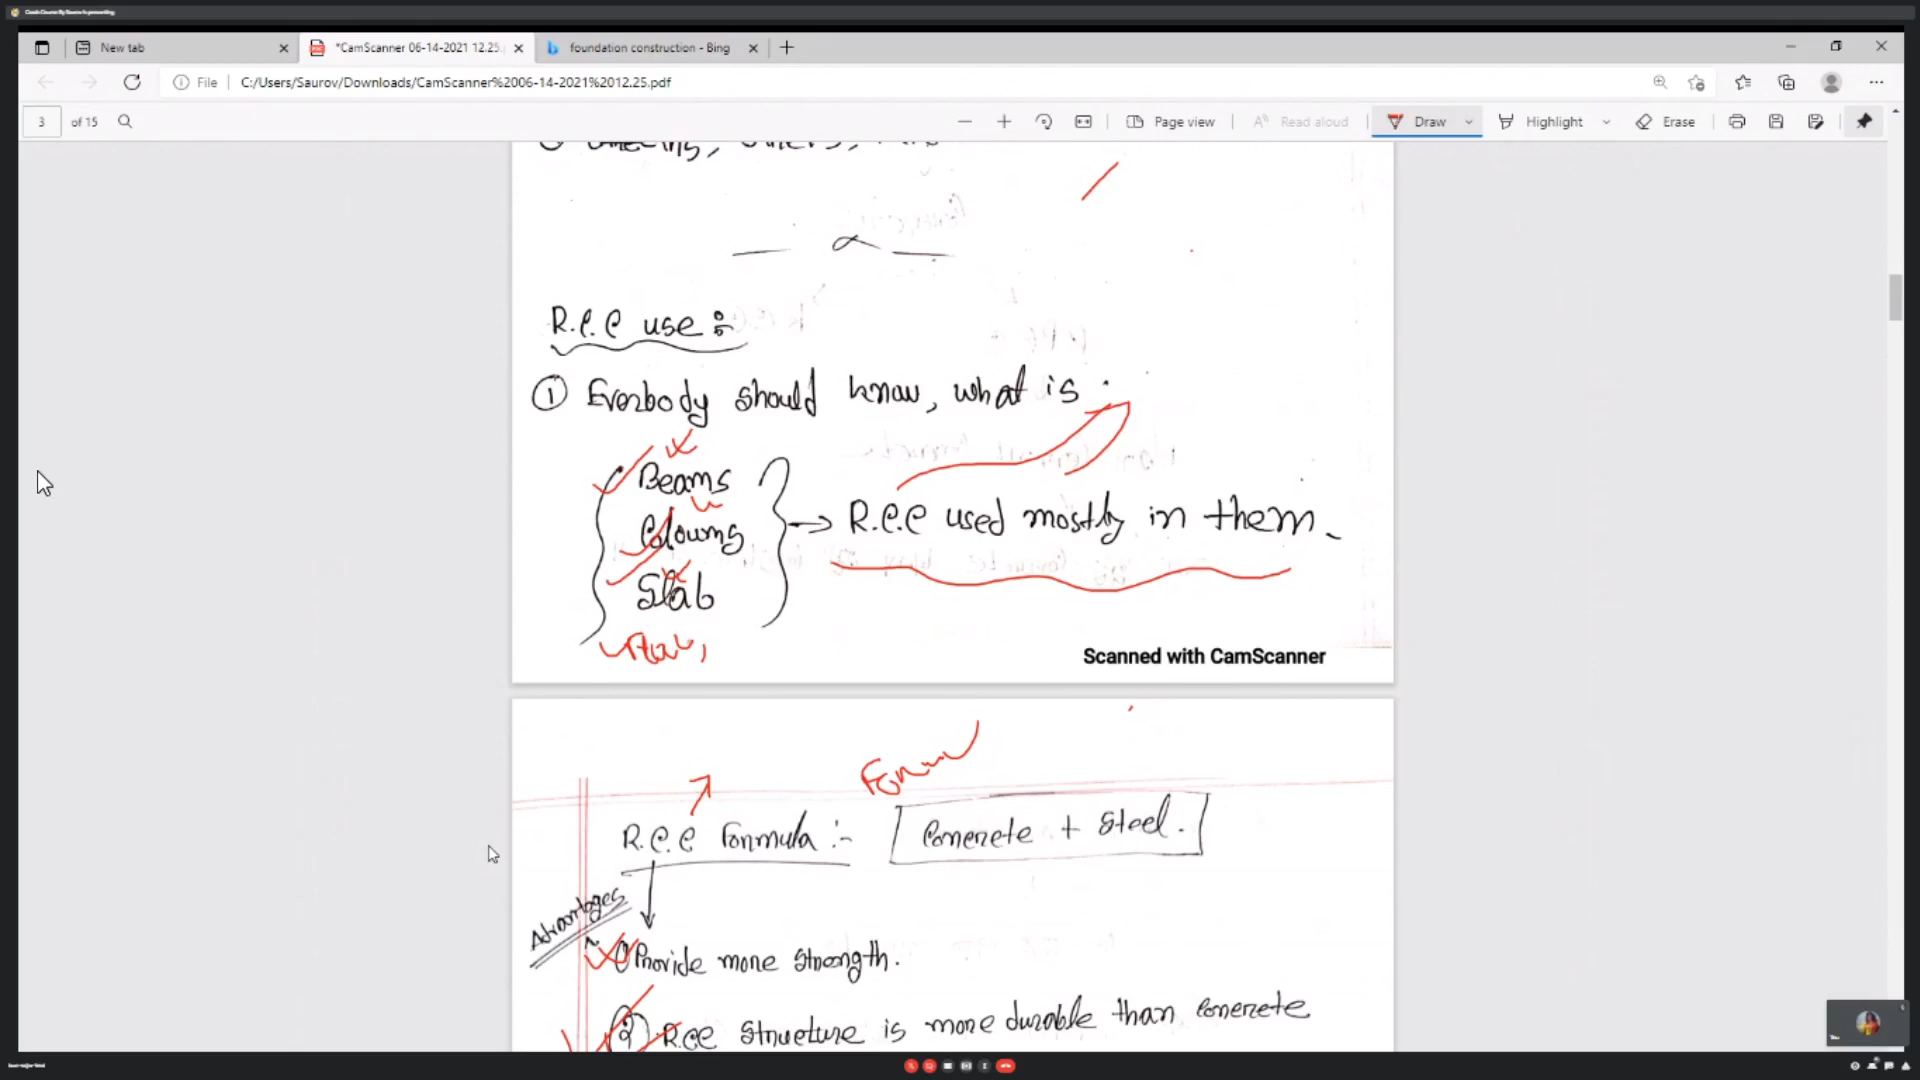 New tab
*CamScanner 06-14-2021 12.25.
foundation construction - Bing
File
C:/Users/Saurov/Downloads/CamScanner%2006-14-2021%2012.25.pdf
3 of 15
Page view
Read aloud
Draw
Highlight
Erase
R.C.C use :
① Everbody should know, what is
Beams
Coloums
Slab
→ R.C.C used mostly in them.
Scanned with CamScanner
R.C.C Formula :- Concrete + Steel.
Advantages
① Provide more strength.
② RCC structure is more durable than concrete
You